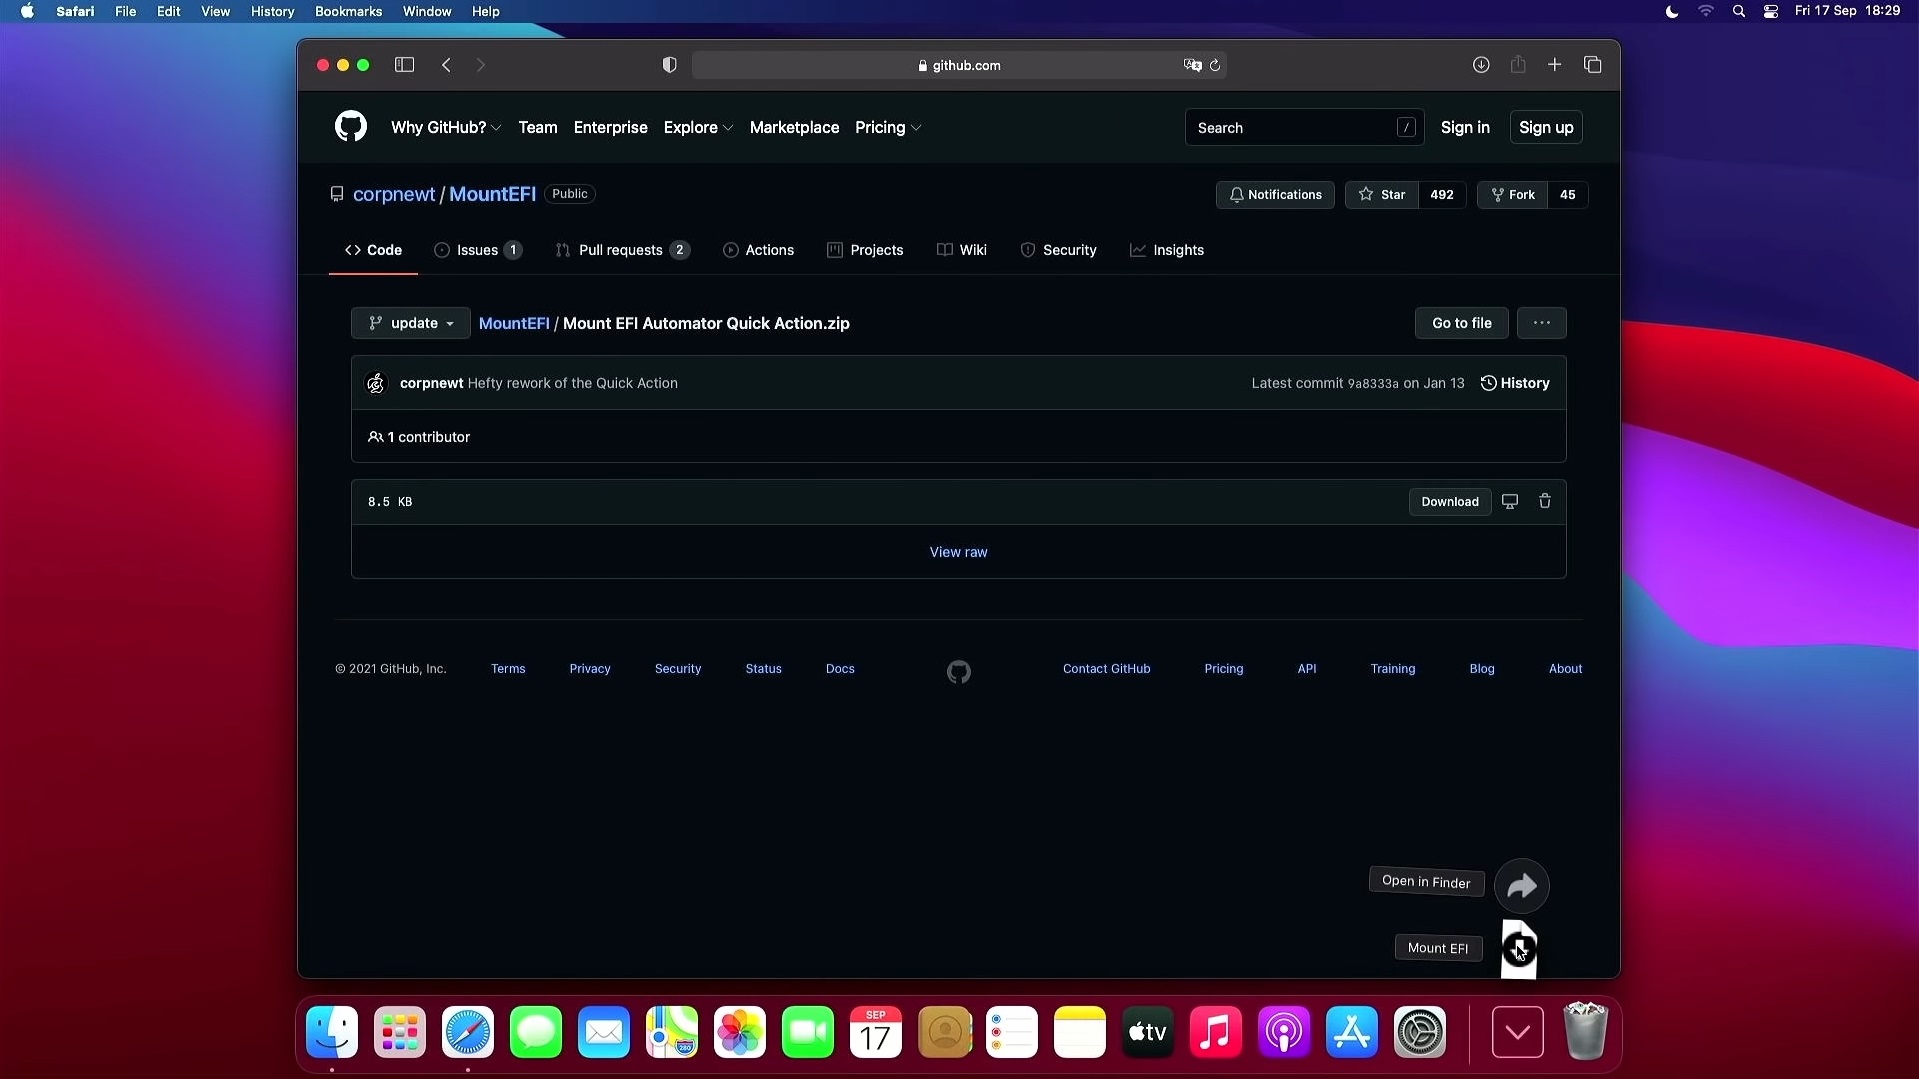 Safari File Edit View History Bookmarks Window Help Fri 17 Sep 18:29
github.com
Why GitHub? Team Enterprise Explore Marketplace Pricing Search / Sign in Sign up
corpnewt / MountEFI Public Notifications Star 492 Fork 45
<> Code Issues 1 Pull requests 2 Actions Projects Wiki Security Insights
update MountEFI / Mount EFI Automator Quick Action.zip Go to file ...
corpnewt Hefty rework of the Quick Action Latest commit 9a8333a on Jan 13 History
1 contributor
8.5 KB Download
View raw
© 2021 GitHub, Inc. Terms Privacy Security Status Docs Contact GitHub Pricing API Training Blog About
Open in Finder
Mount EFI
SEP
17
280
tv